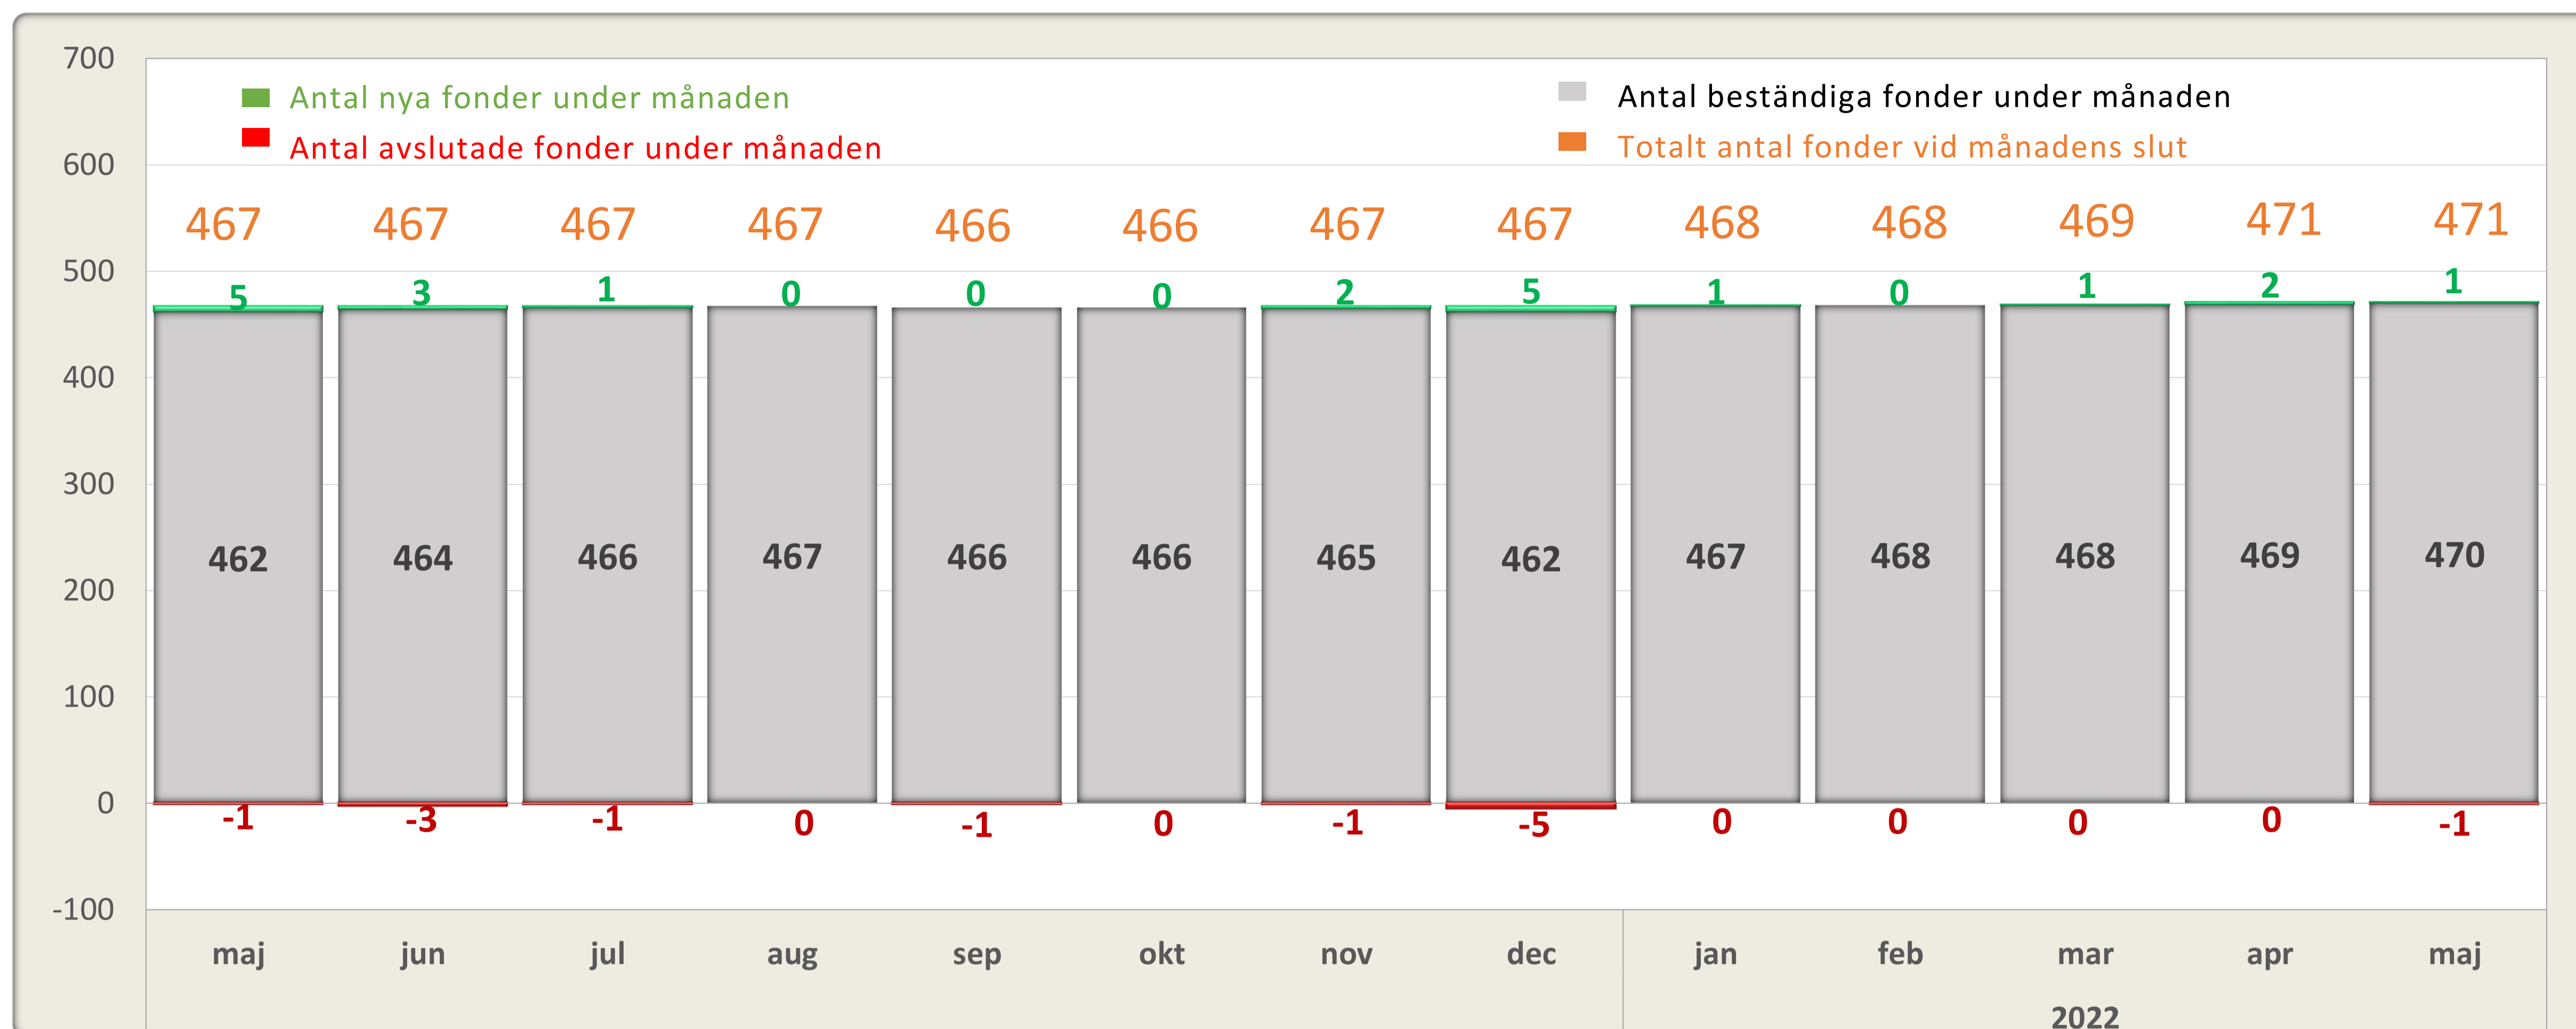 700
Antal nya fonder under månaden
Antal beständiga fonder under månaden
Antal avslutade fonder under månaden
Totalt antal fonder vid månadens slut
600
467 467 467 467 466 466 467 467 468 468 469 471 471
500
5 3 1 0 0 0 2 5 1 0 1 2 1
400
300
462 464 466 467 466 466 465 462 467 468 468 469 470
200
100
0
-1 -3 -1 0 -1 0 -1 -5 0 0 0 0 -1
-100
maj jun jul aug sep okt nov dec jan feb mar apr maj
2022